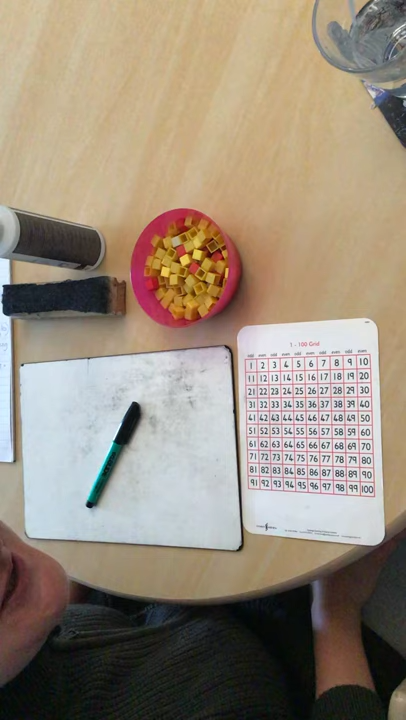 1 - 100 Grid
odd even odd even odd even odd even odd even
1 2 3 4 5 6 7 8 9 10
11 12 13 14 15 16 17 18 19 20
21 22 23 24 25 26 27 28 29 30
31 32 33 34 35 36 37 38 39 40
41 42 43 44 45 46 47 48 49 50
51 52 53 54 55 56 57 58 59 60
61 62 63 64 65 66 67 68 69 70
71 72 73 74 75 76 77 78 79 80
81 82 83 84 85 86 87 88 89 90
91 92 93 94 95 96 97 98 99 100